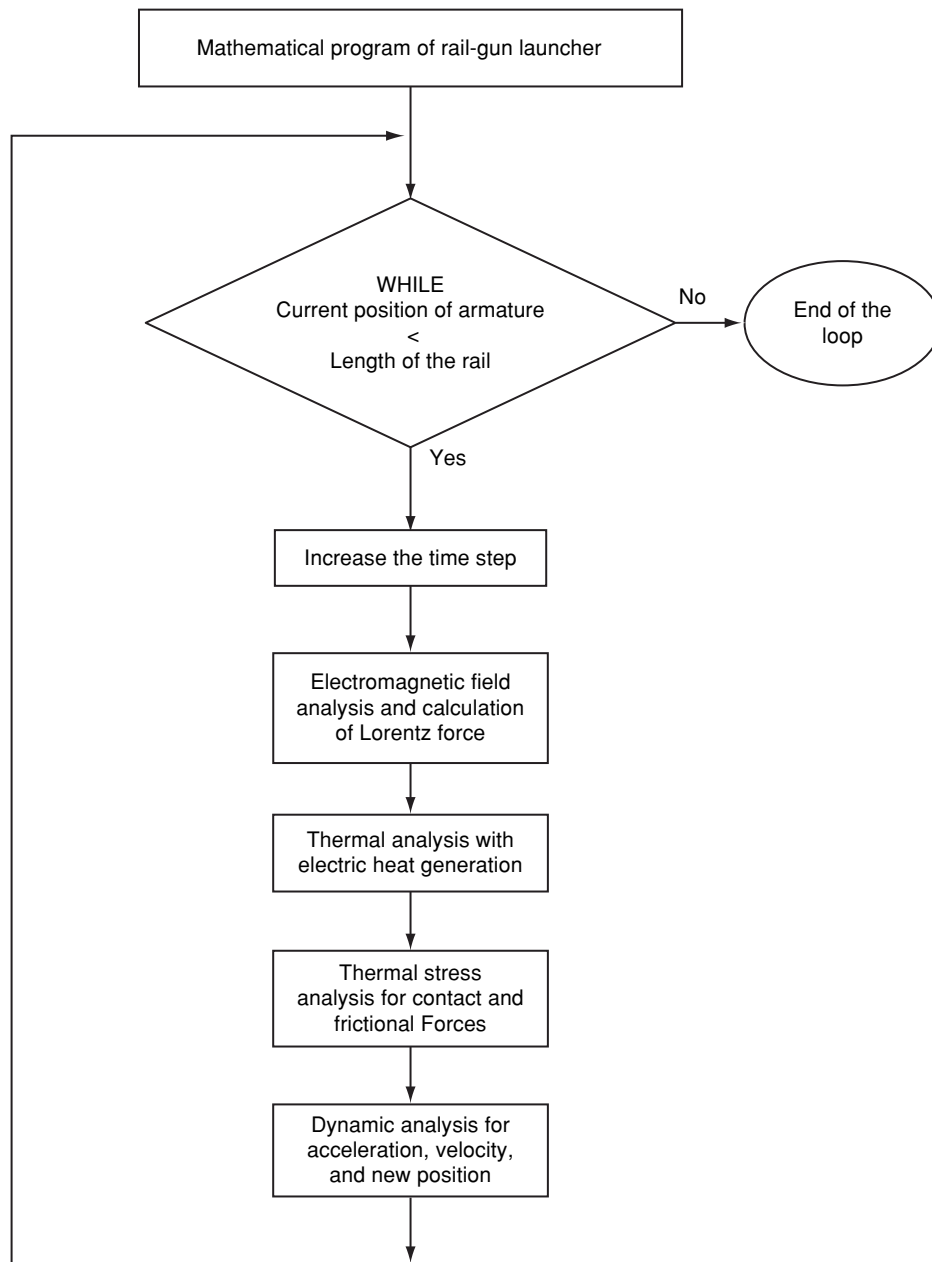 Mathematical program of rail-gun launcher
WHILE
Current position of armature
<
Length of the rail
No
End of the
loop
Yes
Increase the time step
Electromagnetic field
analysis and calculation
of Lorentz force
Thermal analysis with
electric heat generation
Thermal stress
analysis for contact and
frictional Forces
Dynamic analysis for
acceleration, velocity,
and new position